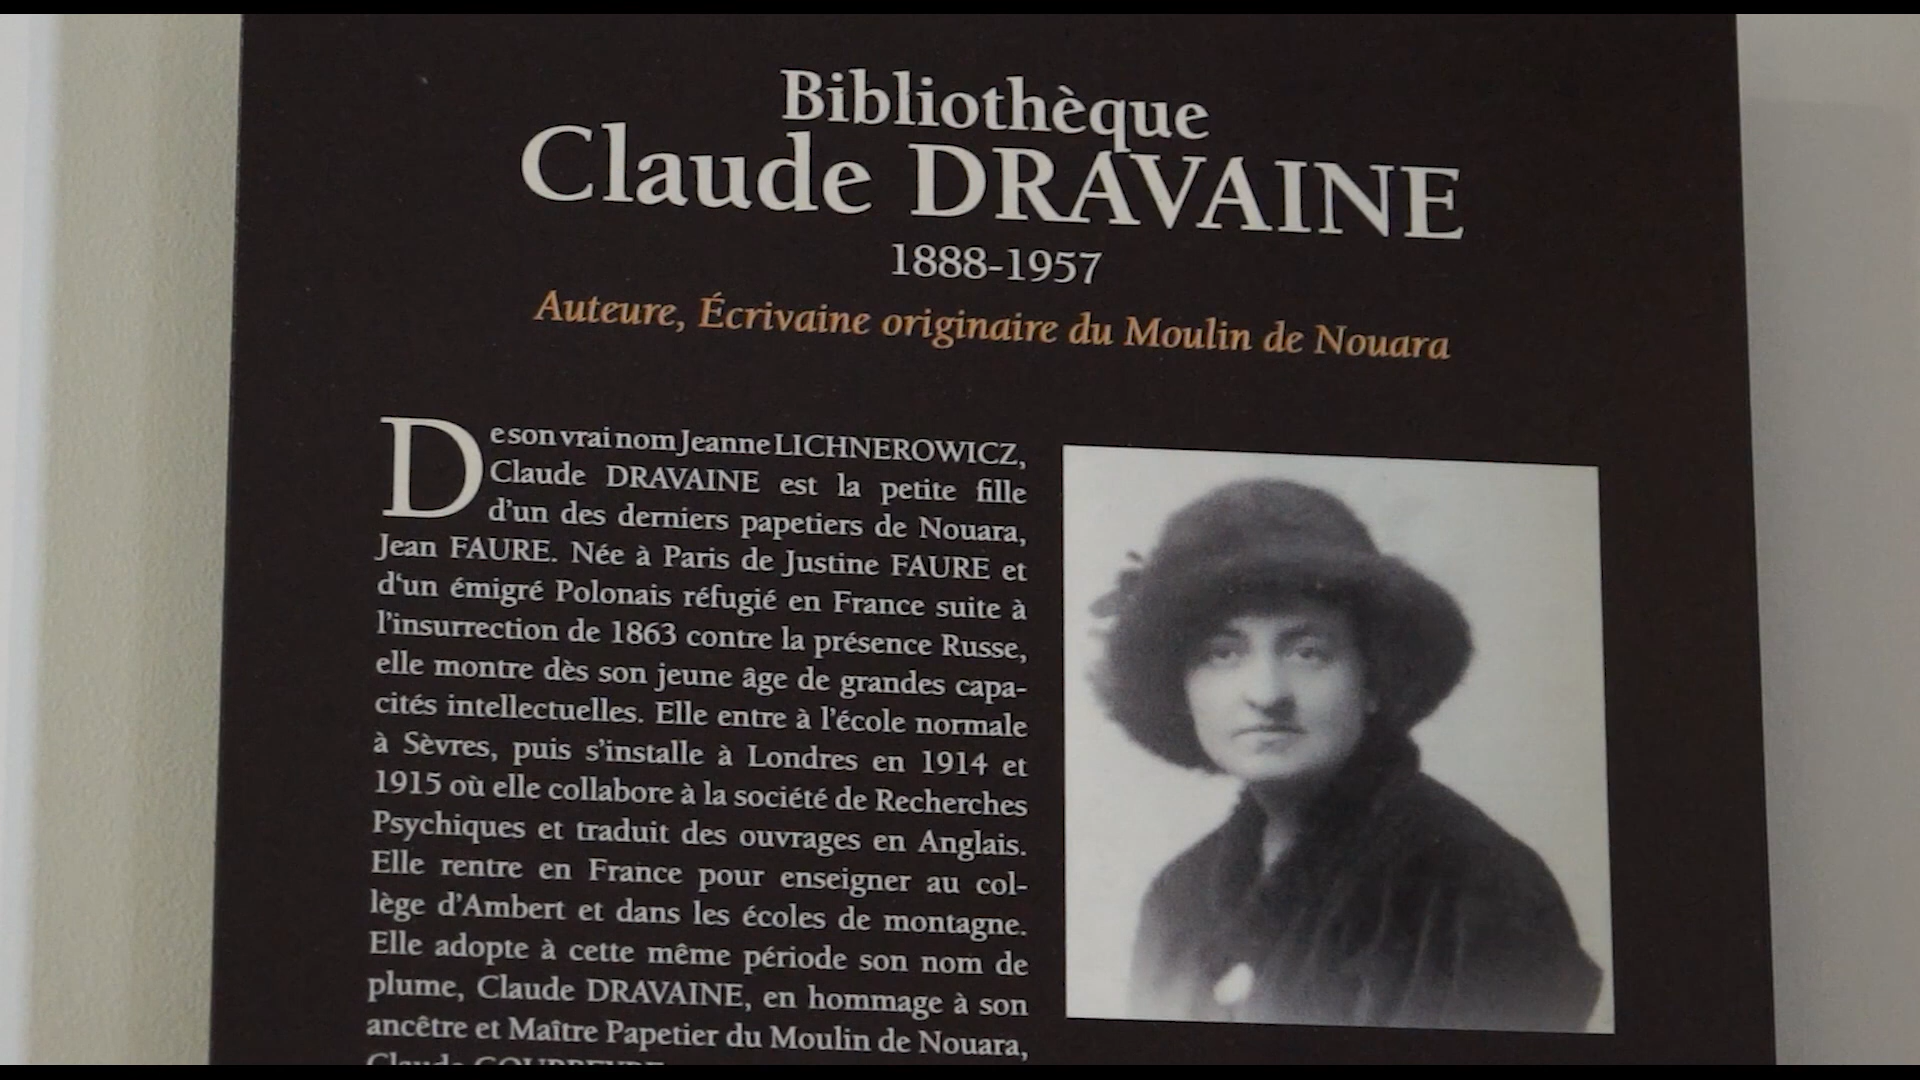 Bibliothèque
Claude DRAVAINE
1888-1957
Auteure, Écrivaine originaire du Moulin de Nouara
De son vrai nom Jeanne LICHNEROWICZ,
Claude DRAVAINE est la petite fille
d'un des derniers papetiers de Nouara,
Jean FAURE. Née à Paris de Justine FAURE et
d‘un émigré Polonais réfugié en France suite à
l'insurrection de 1863 contre la présence Russe,
elle montre dès son jeune âge de grandes capa-
cités intellectuelles. Elle entre à l'école normale
à Sèvres, puis s'installe à Londres en 1914 et
1915 où elle collabore à la société de Recherches
Psychiques et traduit des ouvrages en Anglais.
Elle rentre en France pour enseigner au col-
lège d'Ambert et dans les écoles de montagne.
Elle adopte à cette même période son nom de
plume, Claude DRAVAINE, en hommage à son
ancêtre et Maître Papetier du Moulin de Nouara,
Claude